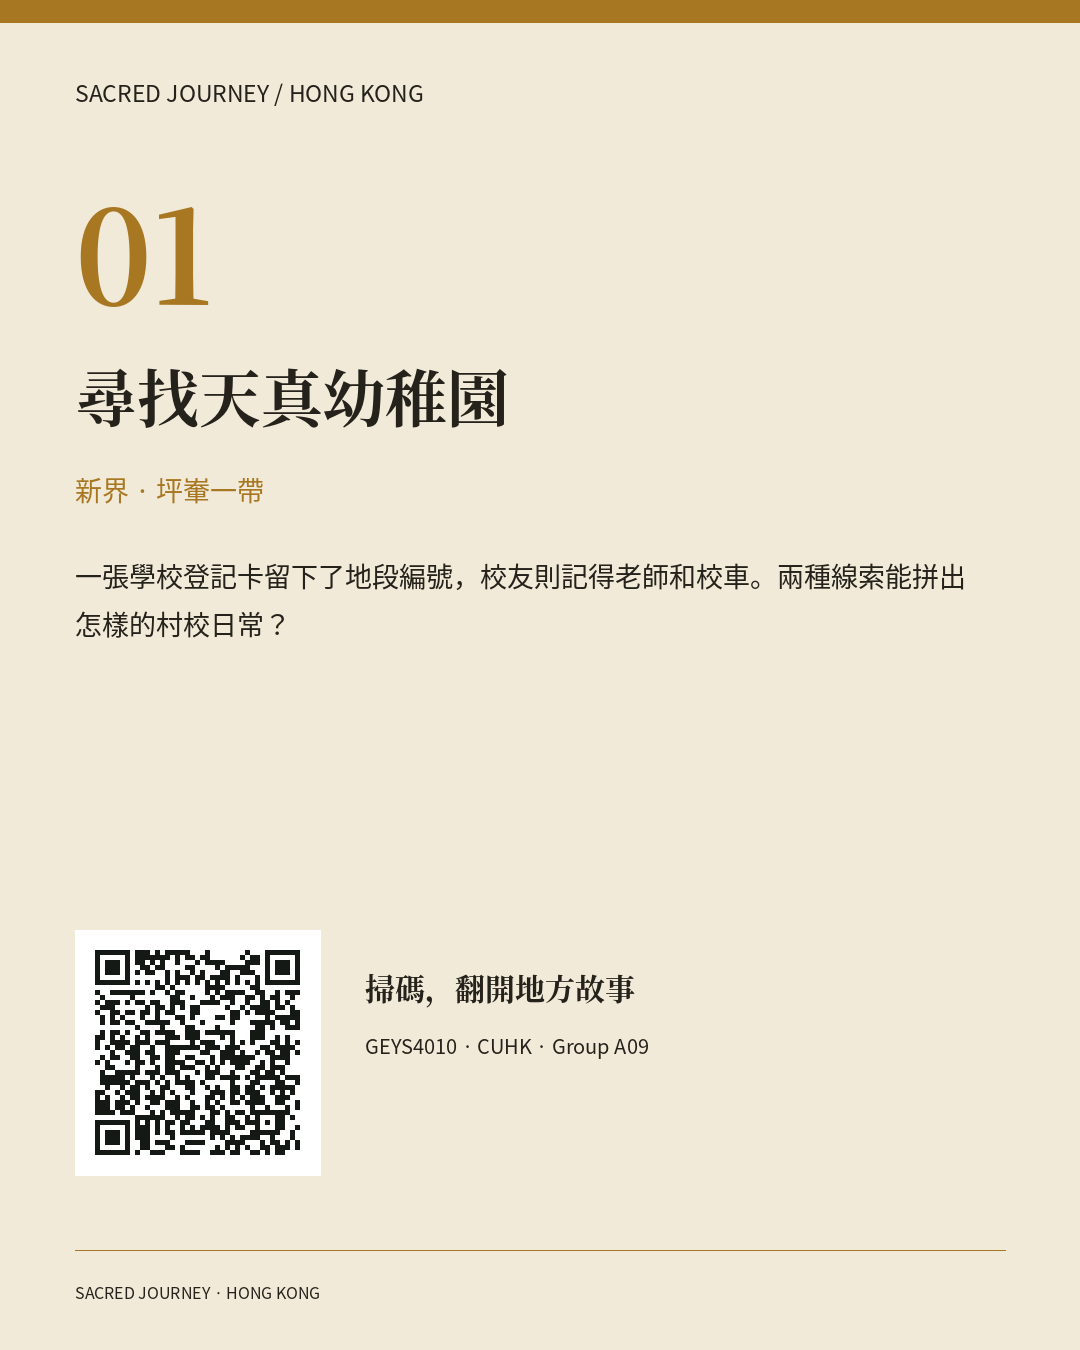 SACRED JOURNEY / HONG KONG
01
尋找天真幼稚園
新界 · 坪輋一帶
一張學校登記卡留下了地段編號，校友則記得老師和校車。兩種線索能拼出
怎樣的村校日常？
掃碼，翻開地方故事
GEYS4010 · CUHK · Group A09
SACRED JOURNEY · HONG KONG